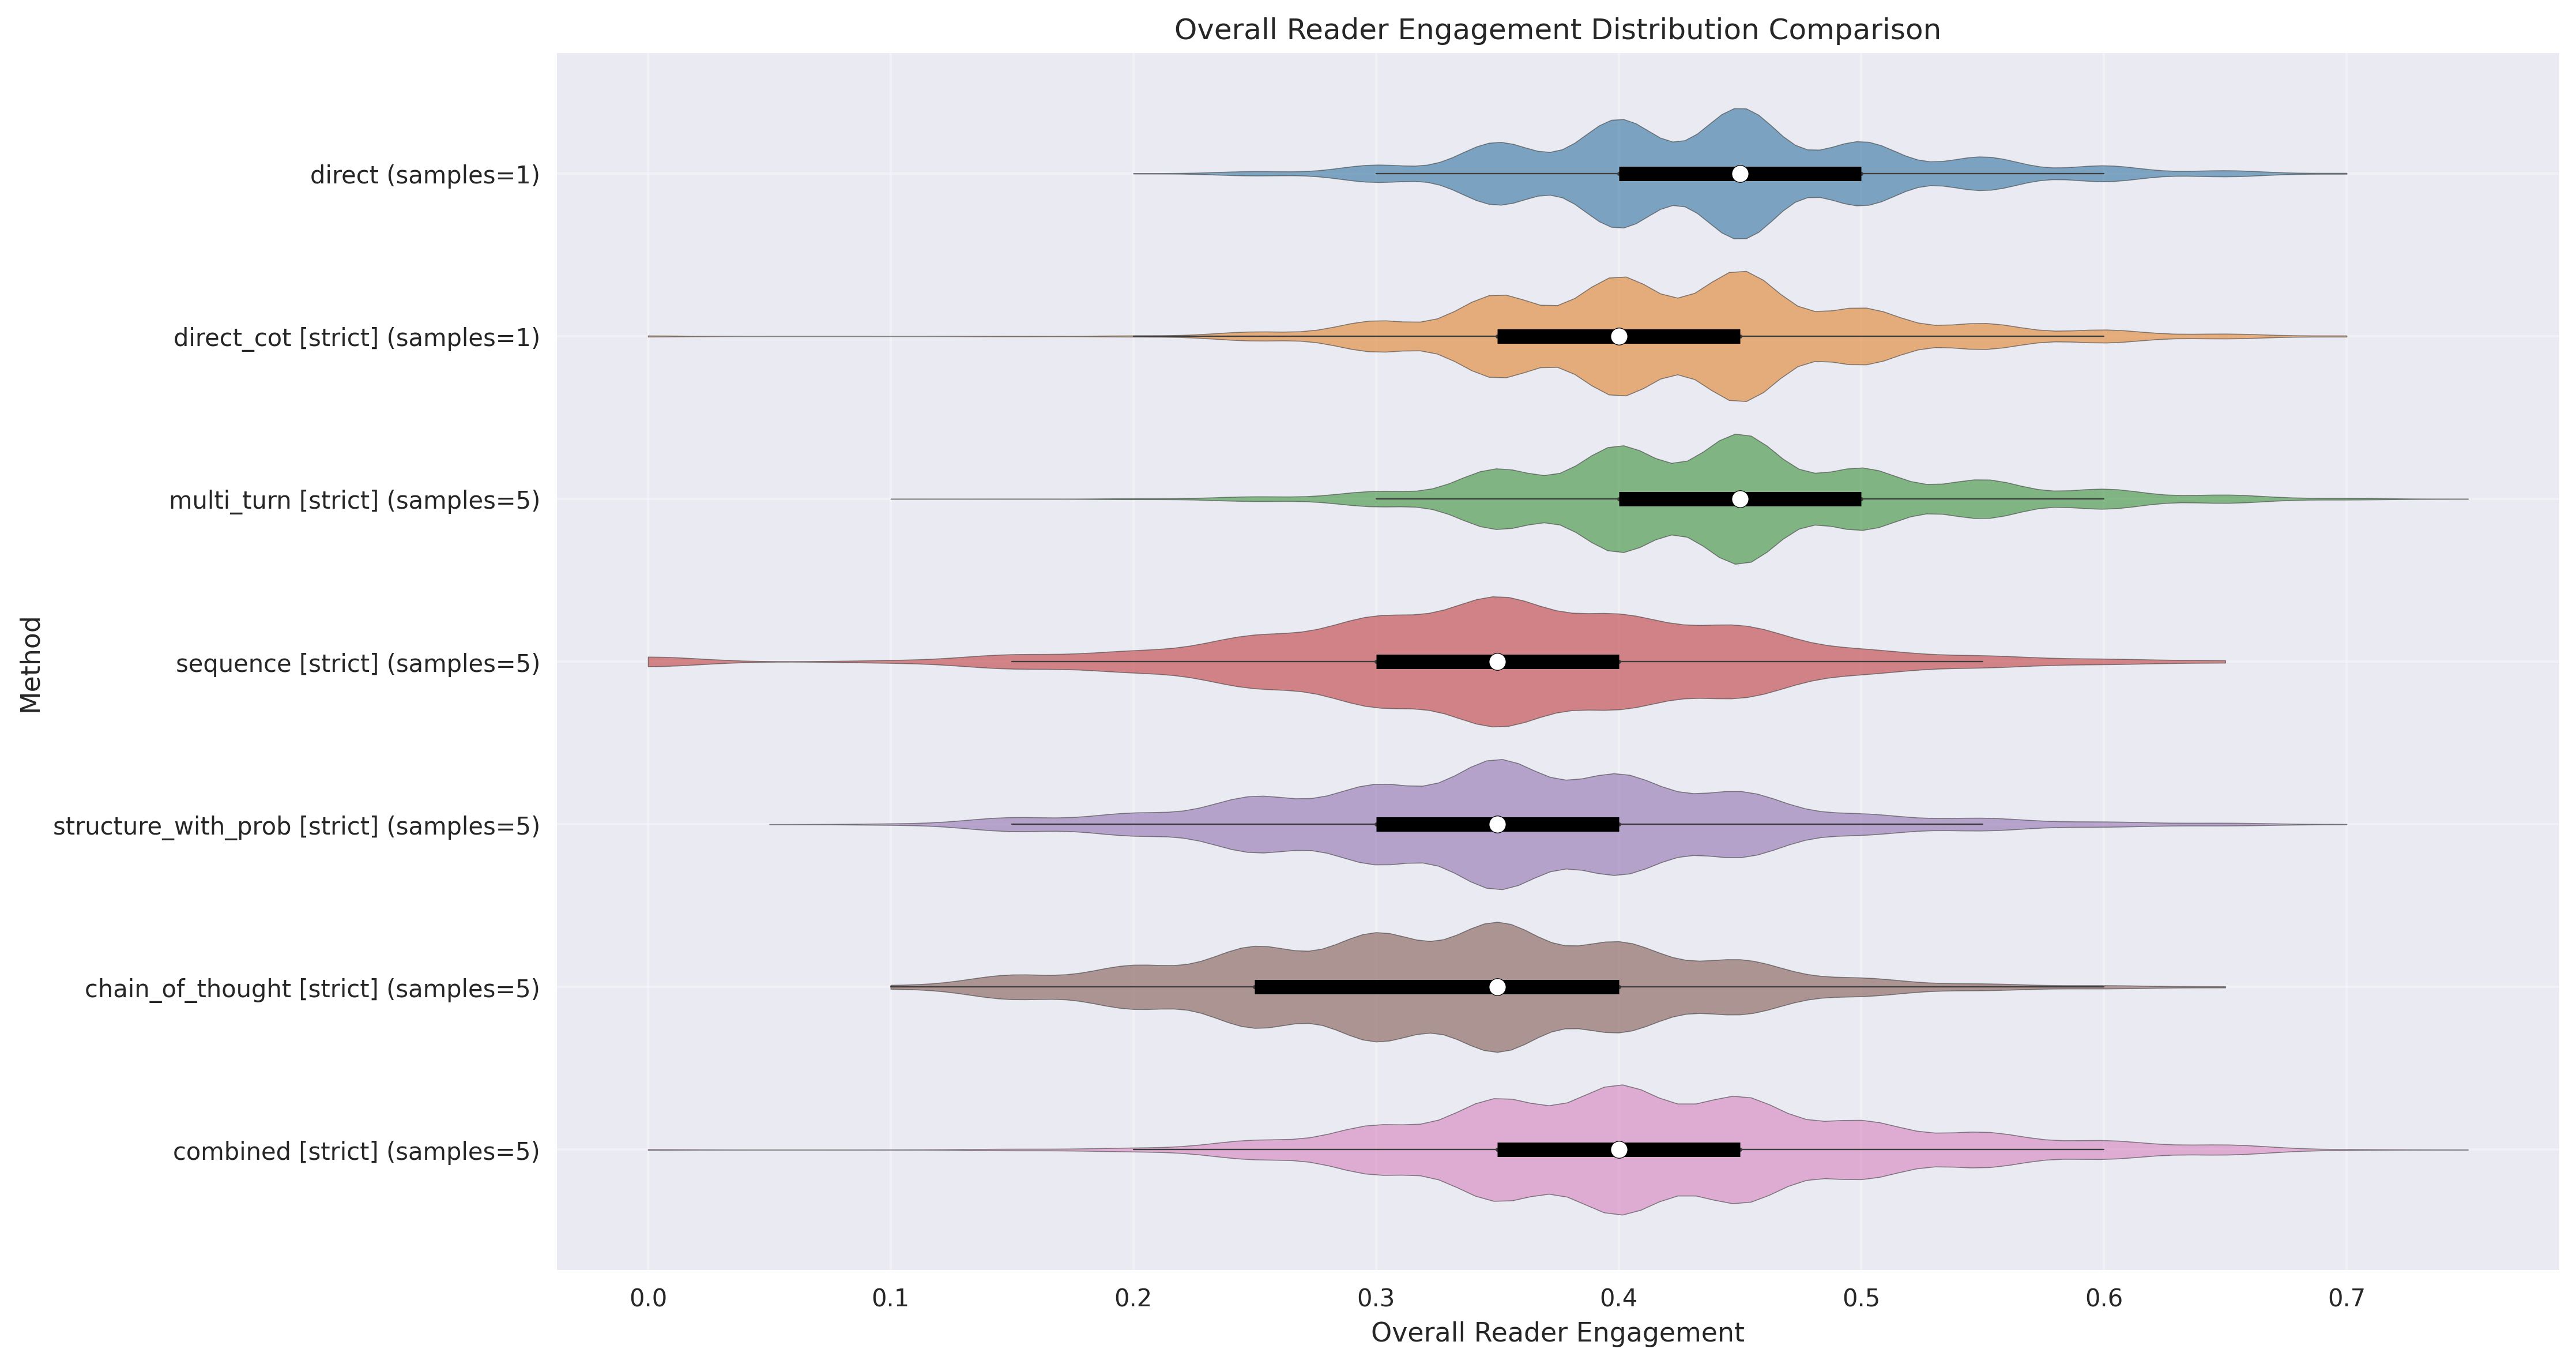 Overall Reader Engagement Distribution Comparison
direct (samples=1)
direct_cot [strict] (samples=1)
multi_turn [strict] (samples=5)
sequence [strict] (samples=5)
structure_with_prob [strict] (samples=5)
chain_of_thought [strict] (samples=5)
combined [strict] (samples=5)
Method
0.0 0.1 0.2 0.3 0.4 0.5 0.6 0.7
Overall Reader Engagement